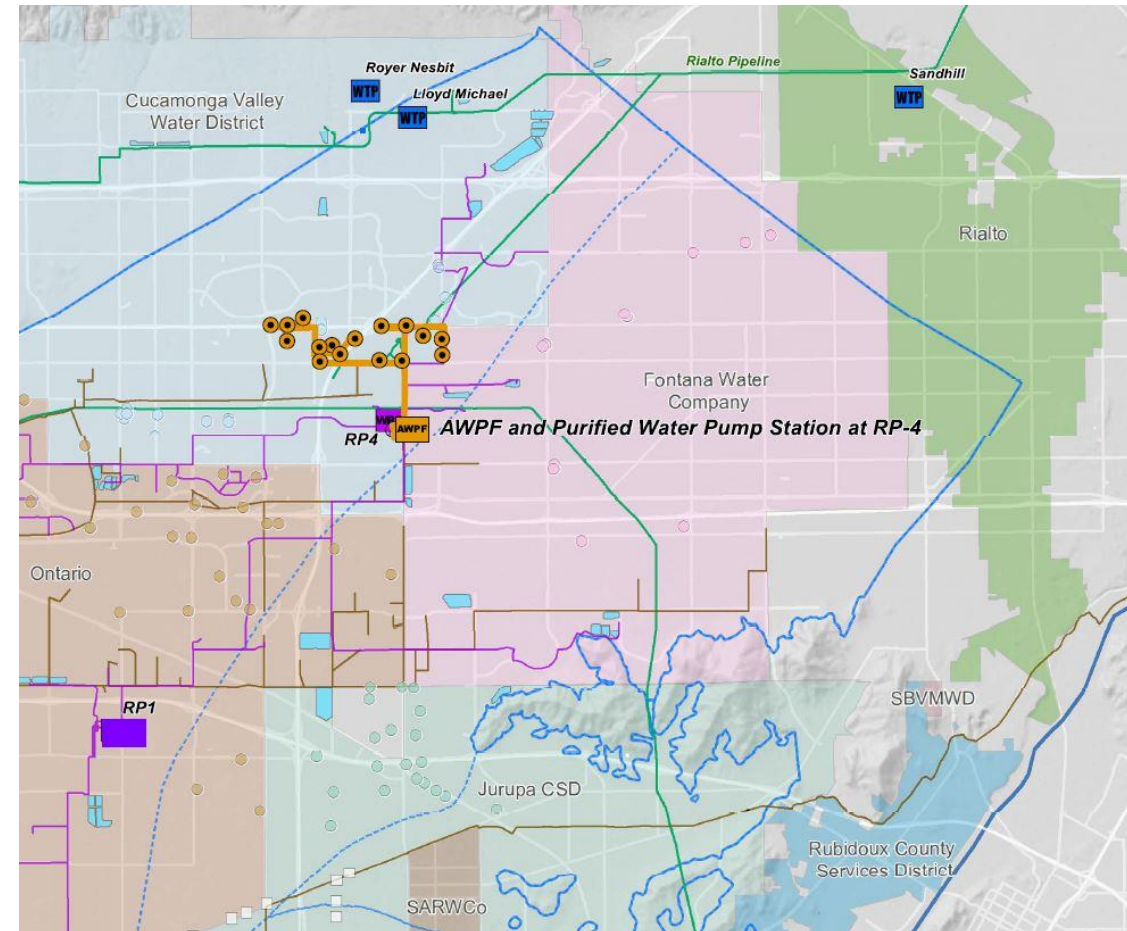 Royer Nesbit
WTP
Lloyd Michael
WTP
Rialto Pipeline
Sandhill
WTP
Cucamonga Valley
Water District
Rialto
Fontana Water
Company
RP4
AWPF
AWPF and Purified Water Pump Station at RP-4
Ontario
RP1
SBVMWD
Jurupa CSD
Rubidoux County
Services District
SARWCo